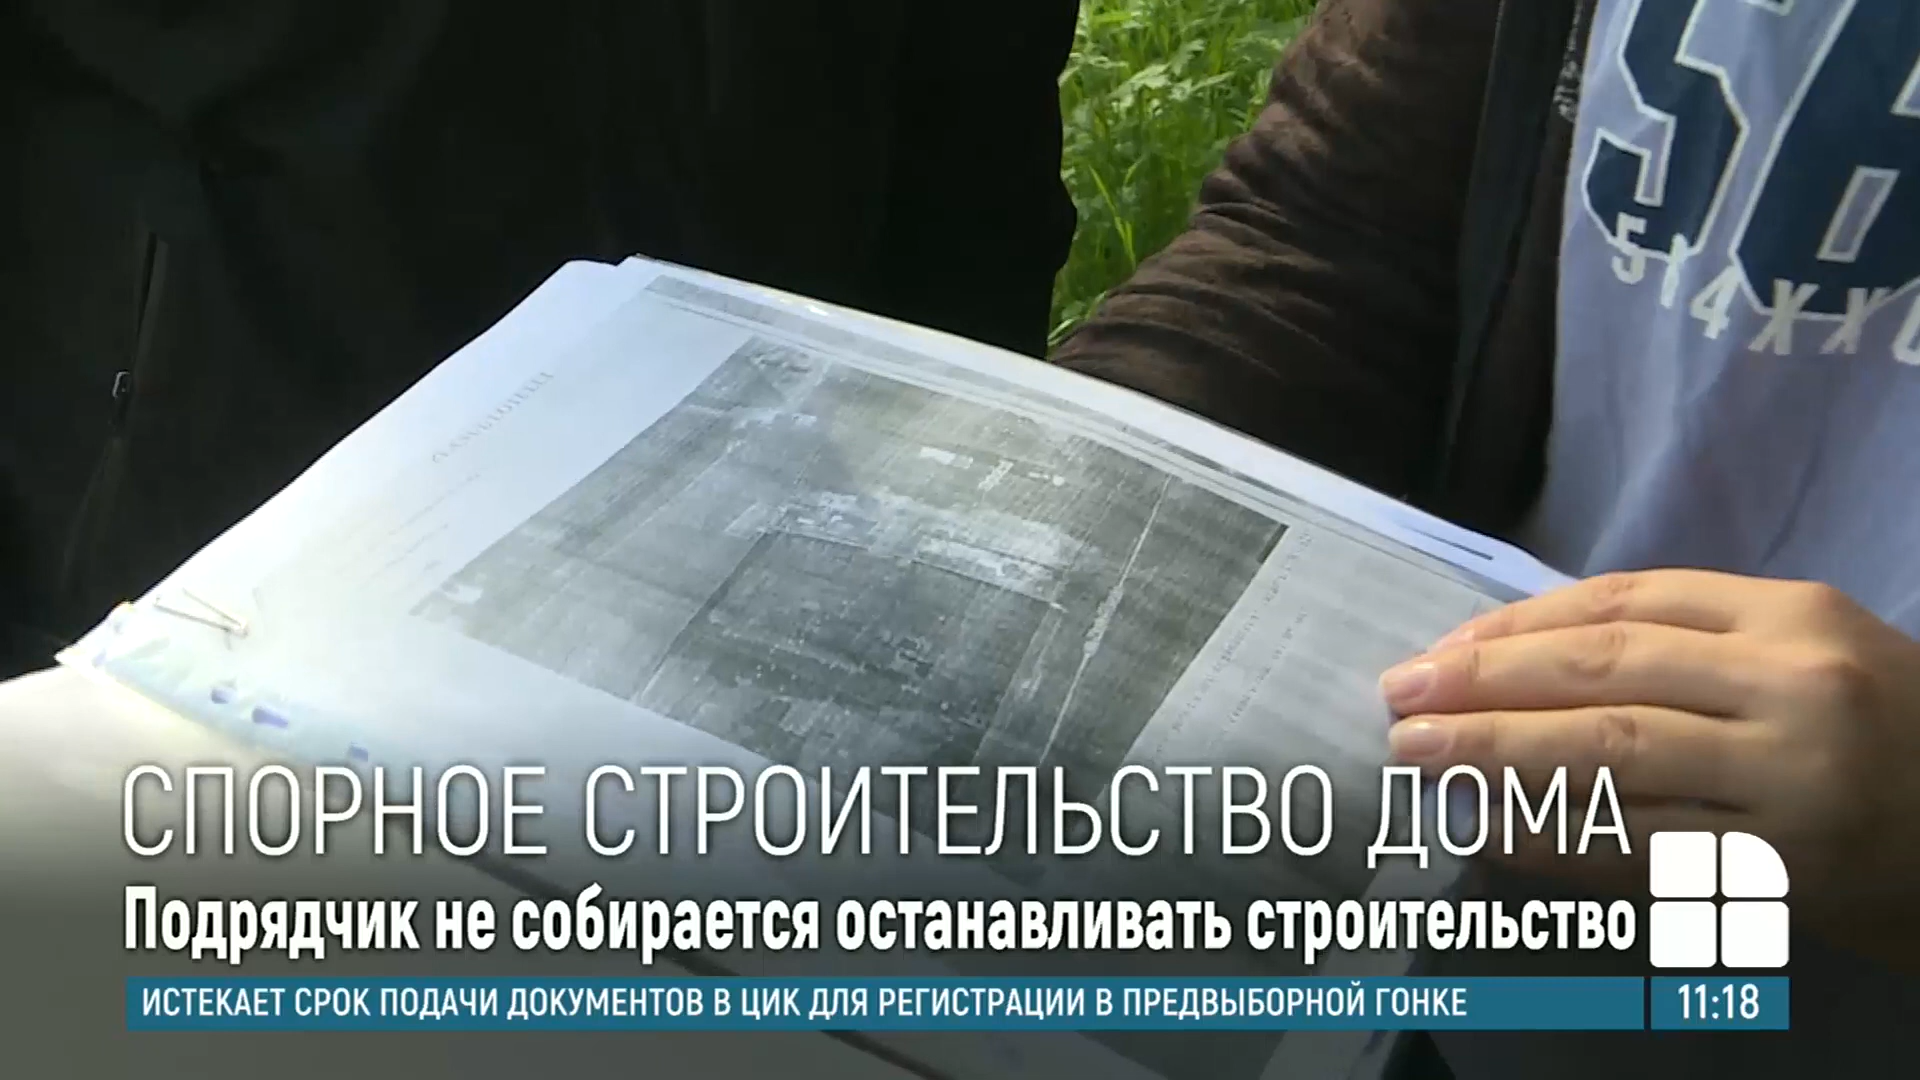 514XX
СПОРНОЕ СТРОИТЕЛЬСТВО ДОМА
Подрядчик не собирается останавливать строительство
ИСТЕКАЕТ СРОК ПОДАЧИ ДОКУМЕНТОВ В ЦИК ДЛЯ РЕГИСТРАЦИИ В ПРЕДВЫБОРНОЙ ГОНКЕ
11:18